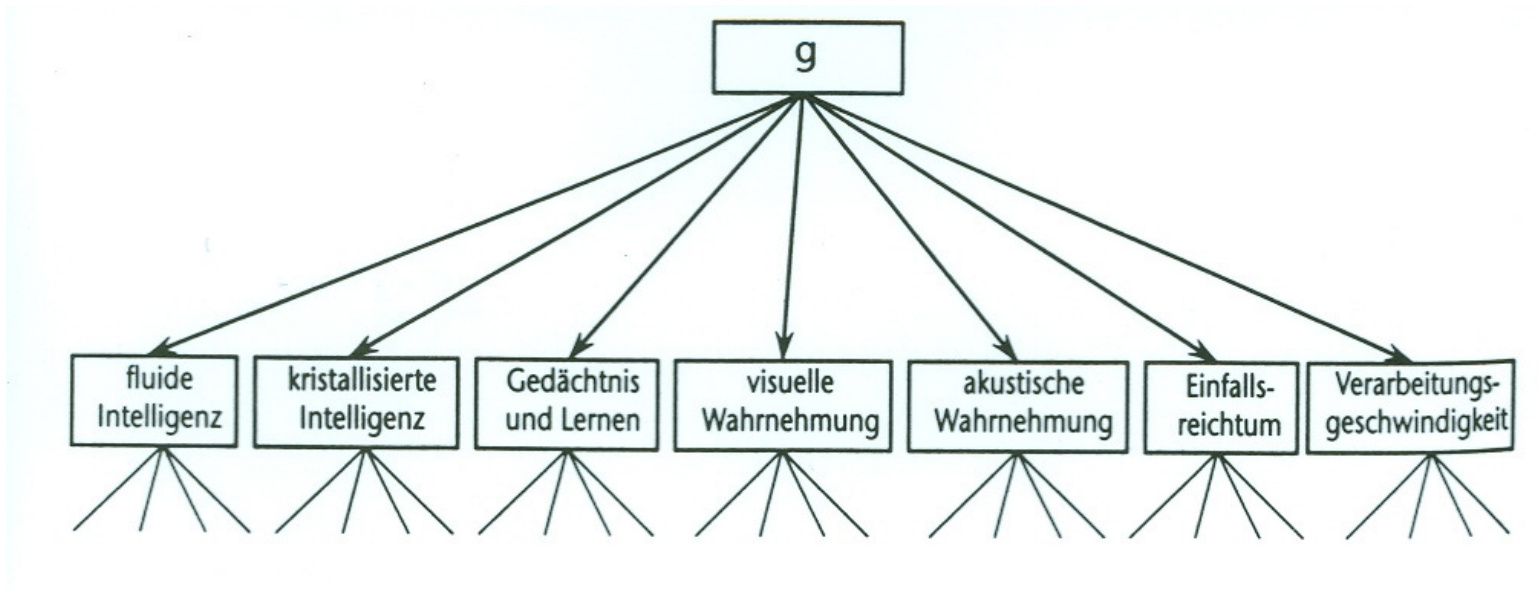 g
fluide
Intelligenz
kristallisierte
Intelligenz
Gedächtnis
und Lernen
visuelle
Wahrnehmung
akustische
Wahrnehmung
Einfalls-
reichtum
Verarbeitungs-
geschwindigkeit